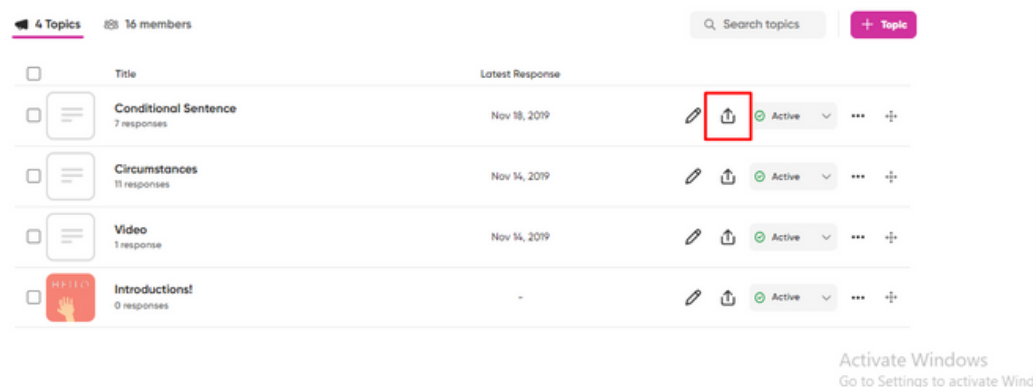 4 Topics 16 members Search topics + Topic
Title Latest Response
Conditional Sentence
7 responses
Nov 18, 2019 Active
Circumstances
11 responses
Nov 14, 2019 Active
Video
1 response
Nov 14, 2019 Active
HELLO
Introductions!
0 responses
- Active
Activate Windows
Go to Settings to activate Wind